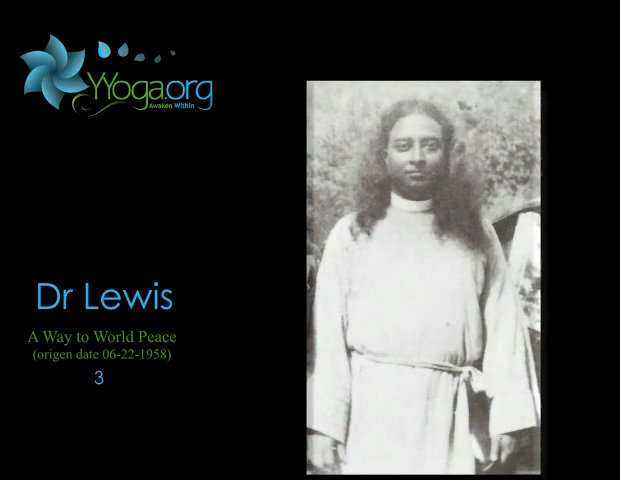 YYoga.org
Awaken Within
Dr Lewis
A Way to World Peace
(origen date 06-22-1958)
3